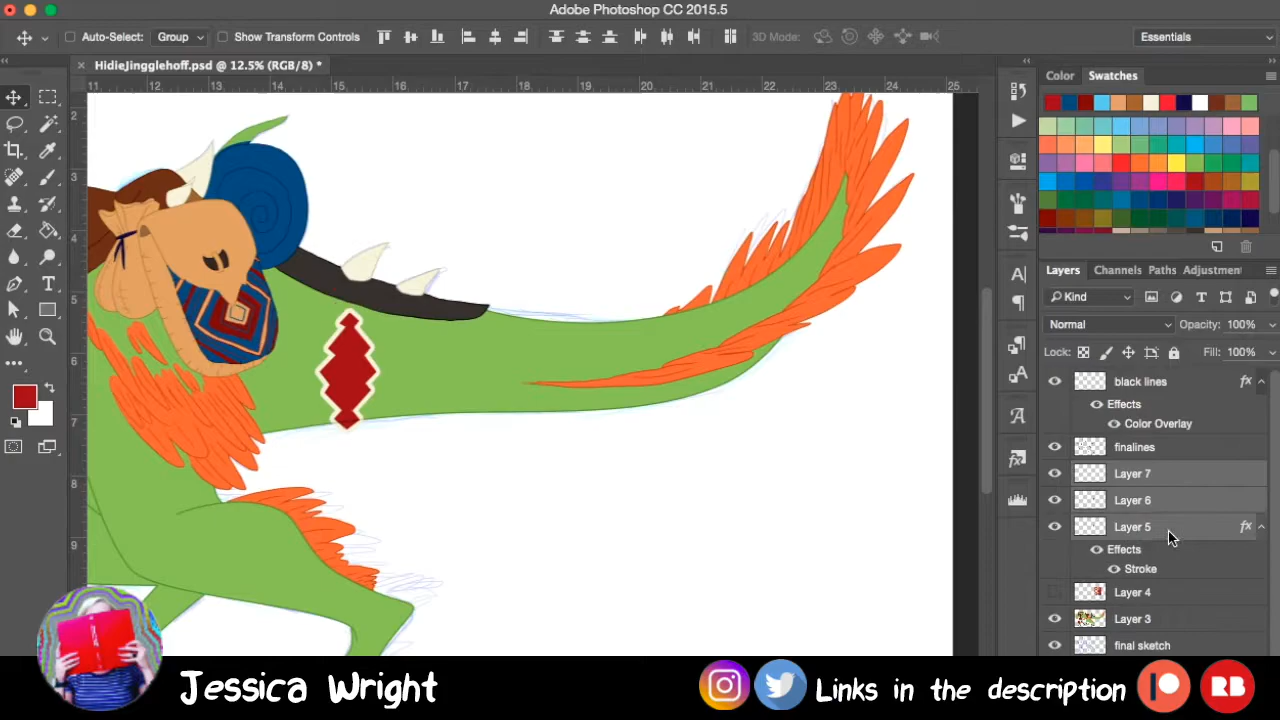 Adobe Photoshop CC 2015.5
Auto-Select: Group Show Transform Controls 3D Mode: Essentials
HidieJingglehoff.psd @ 12.5% (RGB/8) *
11 12 13 14 15 16 17 18 19 20 21 22 23 24 25
2
3
4
5
6
7
8
9
Color Swatches
Layers Channels Paths Adjustmen
Kind
Normal Opacity: 100%
Lock: Fill: 100%
black lines fx
Effects
Color Overlay
finalines
Layer 7
Layer 6
Layer 5 fx
Effects
Stroke
Layer 4
Layer 3
final sketch
Jessica Wright
Links in the description